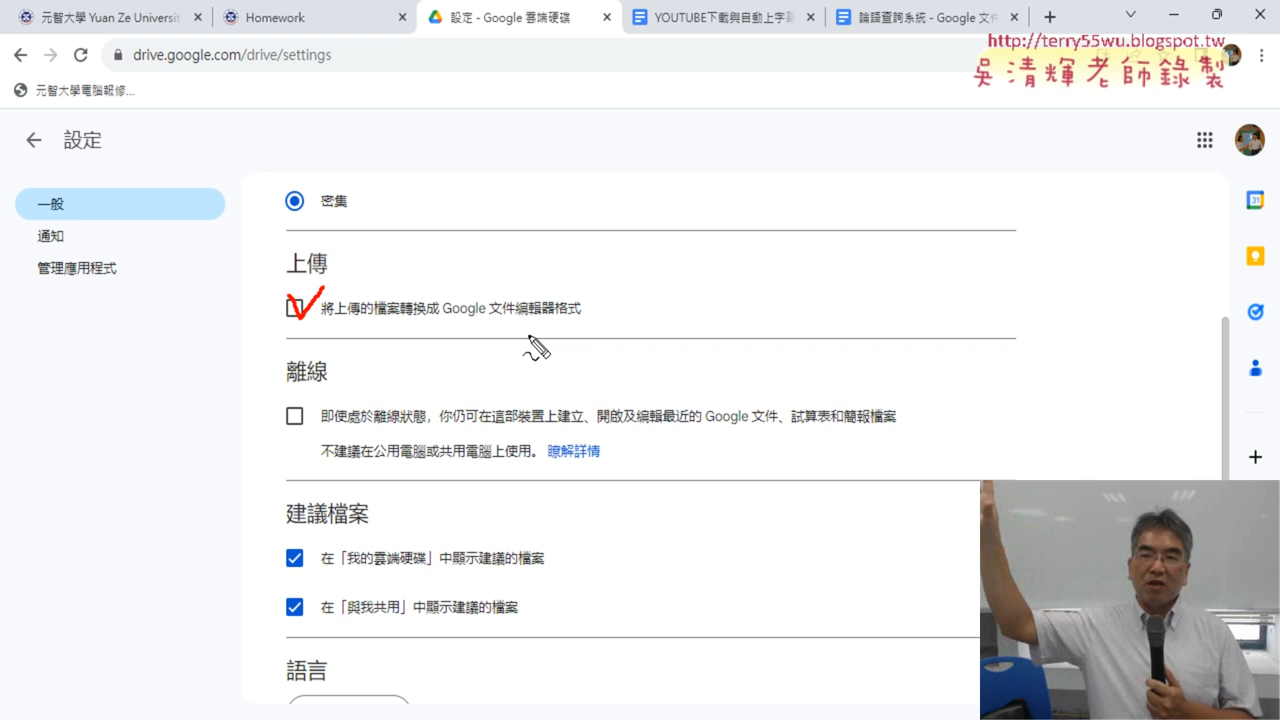 元智大學 Yuan Ze Universit
Homework
設定 - Google 雲端硬碟
YOUTUBE下載與自動上字幕
論語查詢系統 - Google 文件
http://terry55wu.blogspot.tw
drive.google.com/drive/settings
吳清輝老師錄製
元智大學電腦報修...
設定
一般
通知
管理應用程式
密集
上傳
將上傳的檔案轉換成 Google 文件編輯器格式
離線
即使處於離線狀態，你仍可在這部裝置上建立、開啟及編輯最近的 Google 文件、試算表和簡報檔案
不建議在公用電腦或共用電腦上使用。 瞭解詳情
建議檔案
在「我的雲端硬碟」中顯示建議的檔案
在「與我共用」中顯示建議的檔案
語言
31